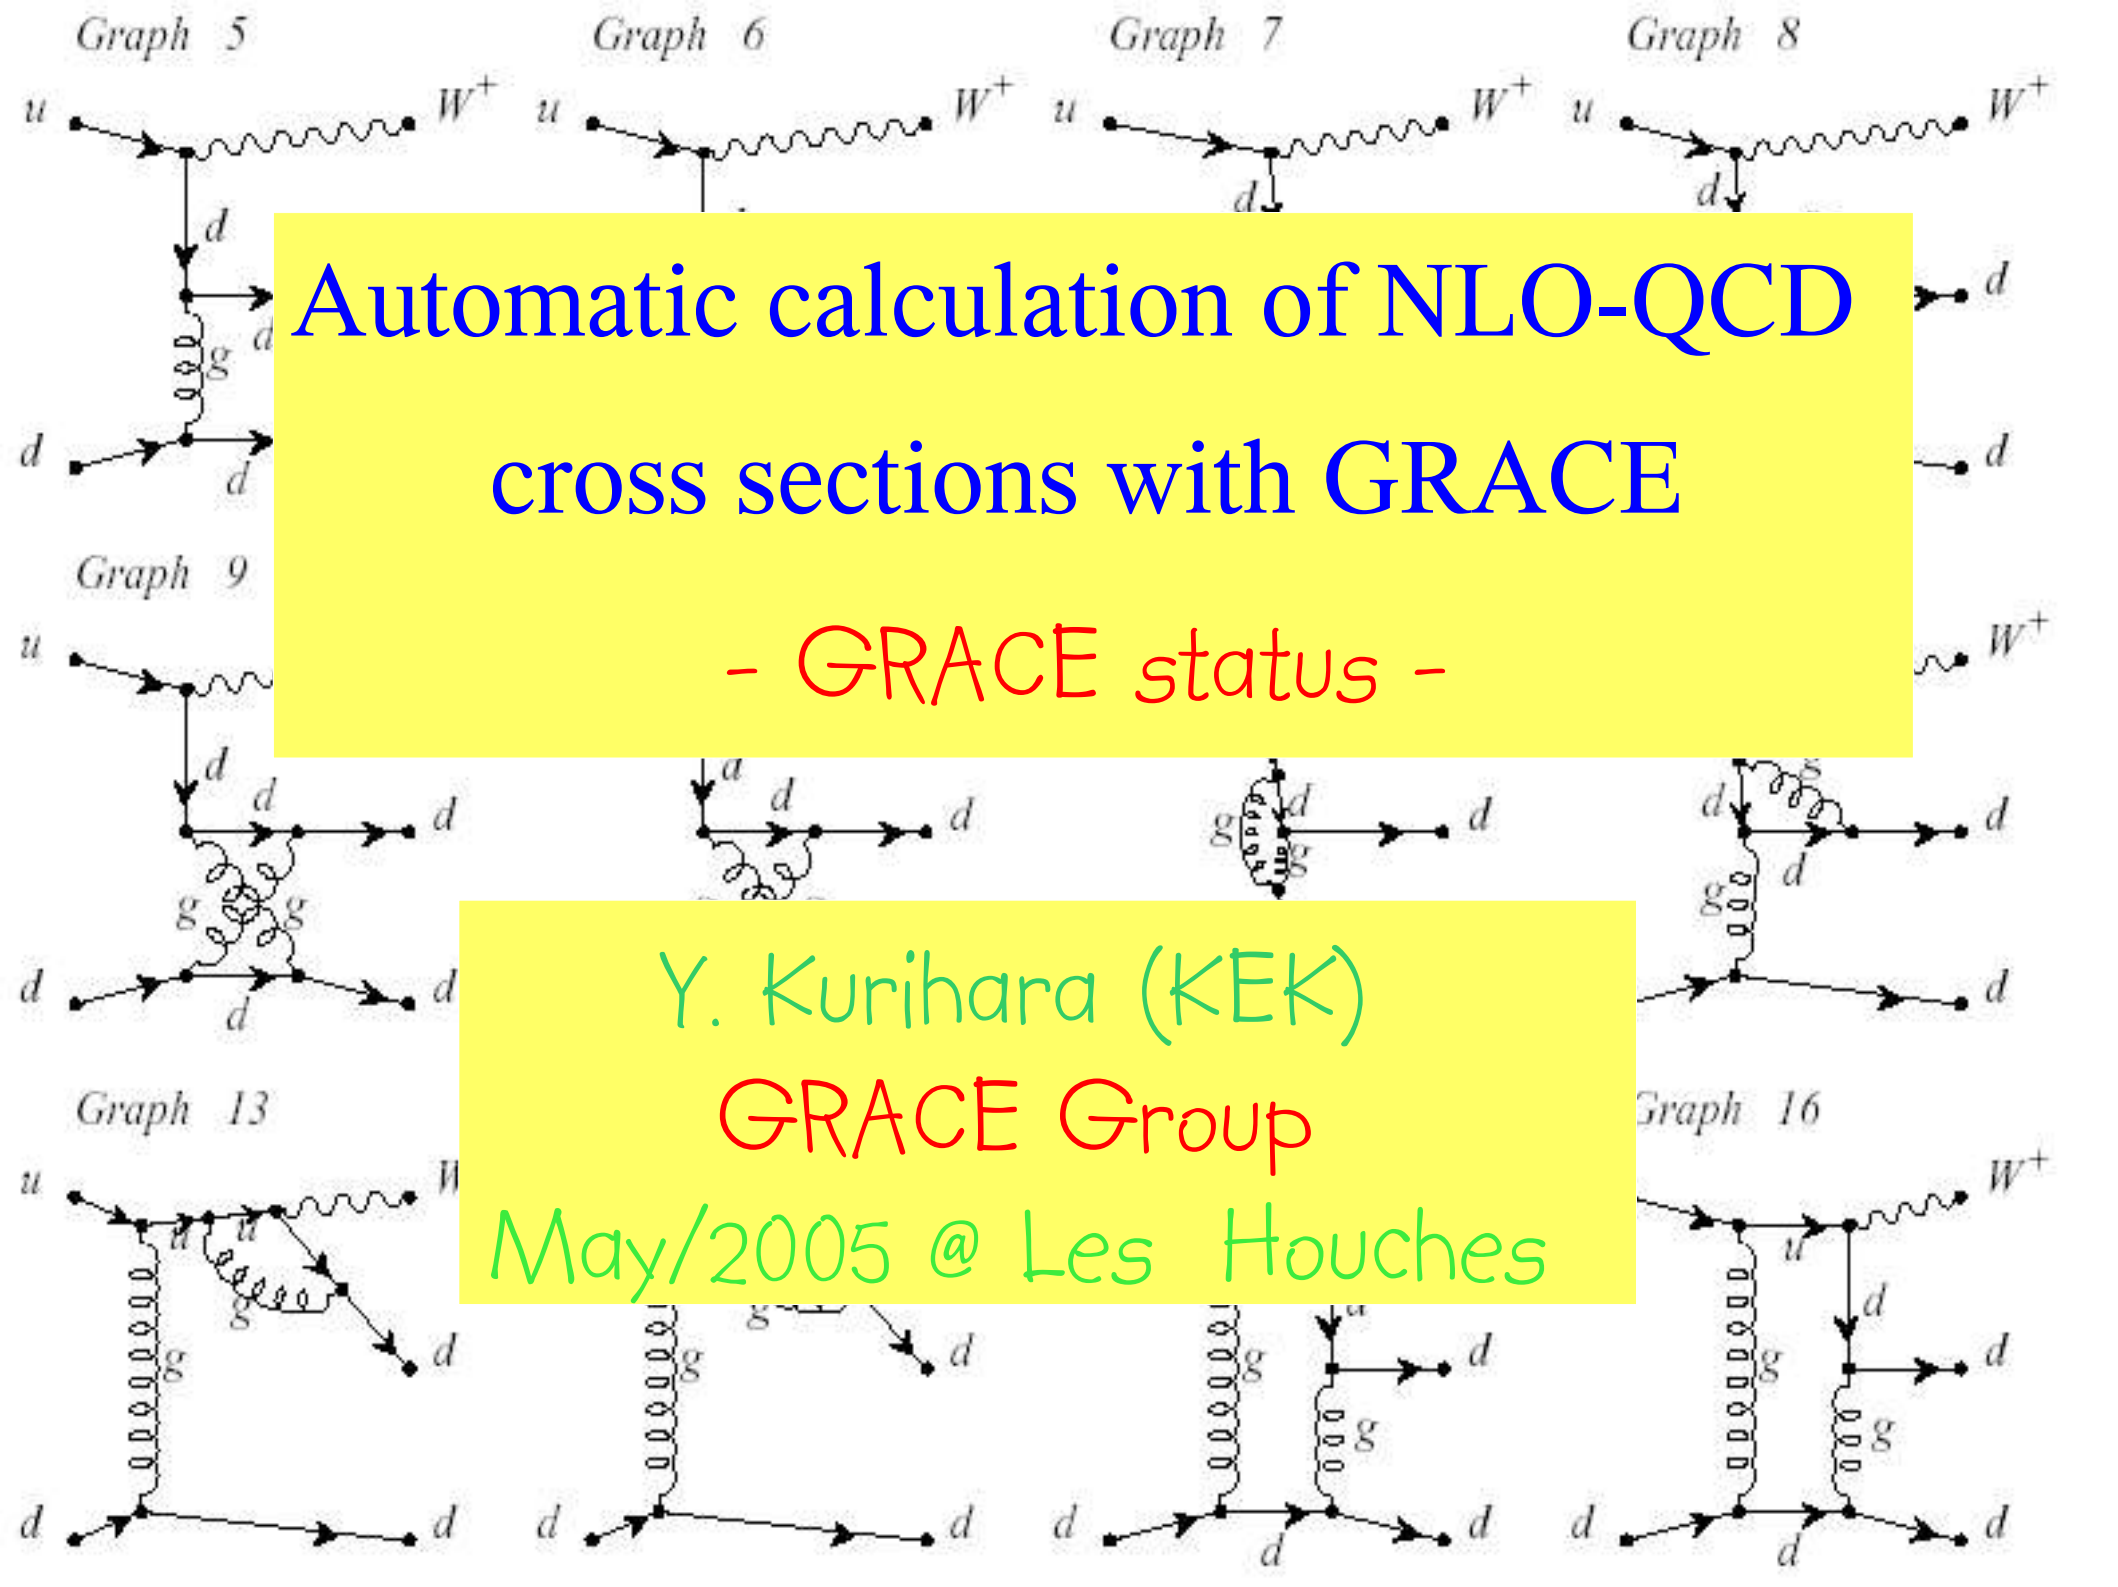 Graph 5 Graph 6 Graph 7 Graph 8
u W+ u W+ u W+ u W+
d d d
d
Automatic calculation of NLO-QCD
d
g
cross sections with GRACE
d d
d
Graph 9
- GRACE status -
u W+
d g
d d d d d d d d
g g g g g d
Y. Kurihara (KEK)
d d d d
GRACE Group
Graph 13 Graph 16
May/2005 @ Les Houches
u W W+
u u u
g g d
g d g d g d g d
g g
d d d d d d d d
d d